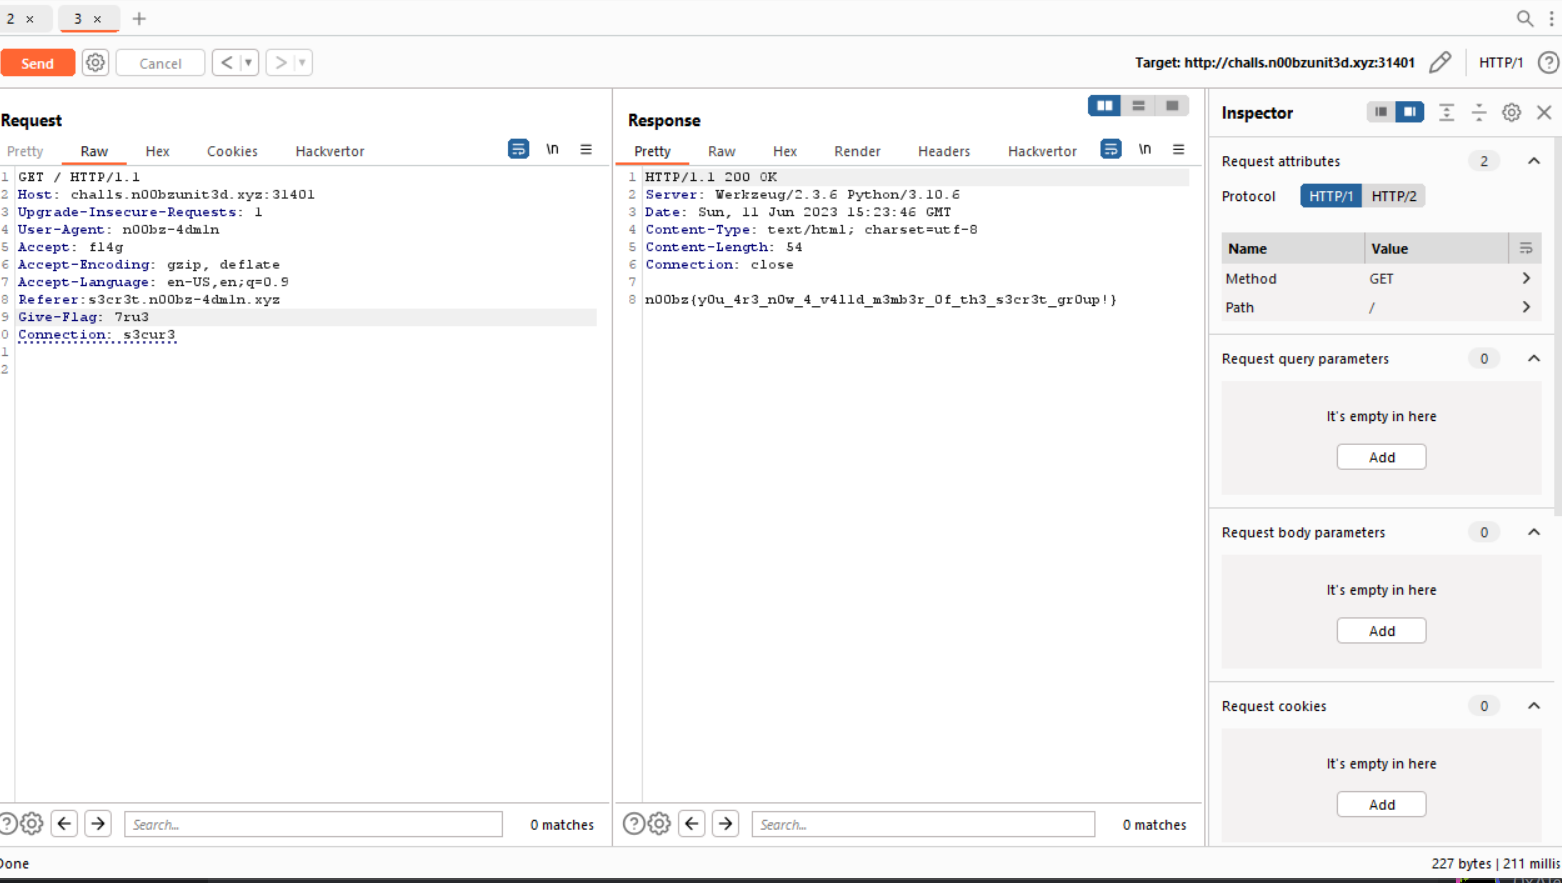 2 × 3 × +
Send Cancel < | ▾ > | ▾ Target: http://challs.n00bzunit3d.xyz:31401 HTTP/1 ?
Request
Pretty Raw Hex Cookies Hackvertor \n
1 GET / HTTP/1.1
2 Host: challs.n00bzunit3d.xyz:31401
3 Upgrade-Insecure-Requests: 1
4 User-Agent: n00bz-4dm1n
5 Accept: fl4g
6 Accept-Encoding: gzip, deflate
7 Accept-Language: en-US,en;q=0.9
8 Referer:s3cr3t.n00bz-4dm1n.xyz
9 Give-Flag: 7ru3
0 Connection: s3cur3
1
2
? Search... 0 matches
Response
Pretty Raw Hex Render Headers Hackvertor \n
1 HTTP/1.1 200 OK
2 Server: Werkzeug/2.3.6 Python/3.10.6
3 Date: Sun, 11 Jun 2023 15:23:46 GMT
4 Content-Type: text/html; charset=utf-8
5 Content-Length: 54
6 Connection: close
7
8 n00bz{y0u_4r3_n0w_4_v4l1d_m3mb3r_0f_th3_s3cr3t_gr0up!}
? Search... 0 matches
Inspector
Request attributes 2
Protocol HTTP/1 HTTP/2
Name Value
Method GET
Path /
Request query parameters 0
It's empty in here
Add
Request body parameters 0
It's empty in here
Add
Request cookies 0
It's empty in here
Add
Done 227 bytes | 211 millis